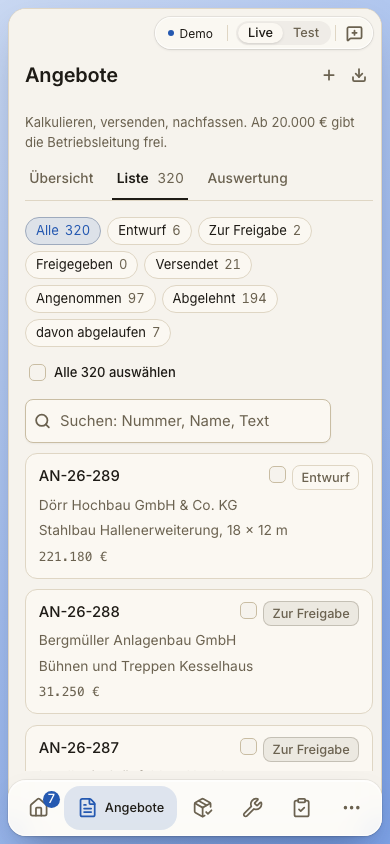 Demo Live Test
Angebote
Kalkulieren, versenden, nachfassen. Ab 20.000 € gibt
die Betriebsleitung frei.
Übersicht Liste 320 Auswertung
Alle 320 Entwurf 6 Zur Freigabe 2
Freigegeben 0 Versendet 21
Angenommen 97 Abgelehnt 194
davon abgelaufen 7
Alle 320 auswählen
Suchen: Nummer, Name, Text
AN-26-289 Entwurf
Dörr Hochbau GmbH & Co. KG
Stahlbau Hallenerweiterung, 18 × 12 m
221.180 €
AN-26-288 Zur Freigabe
Bergmüller Anlagenbau GmbH
Bühnen und Treppen Kesselhaus
31.250 €
AN-26-287 Zur Freigabe
7 Angebote